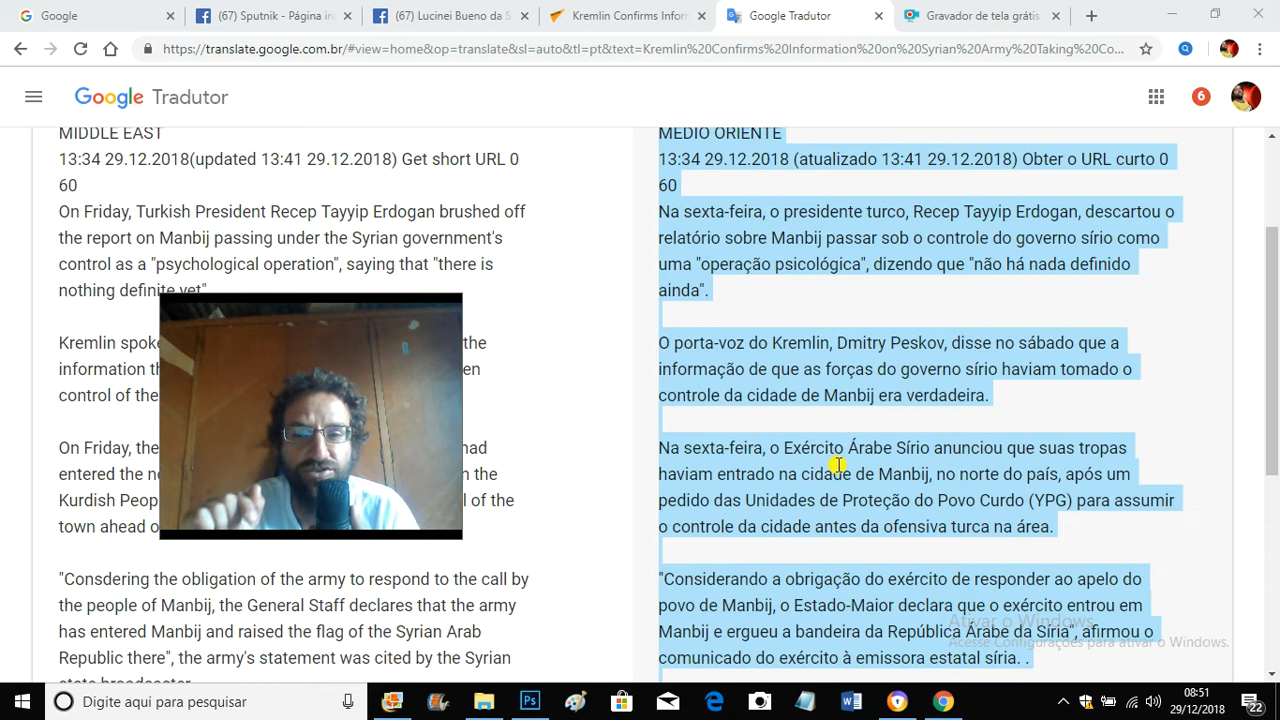 Google
(67) Sputnik - Página in
(67) Lucinei Bueno da S
Kremlin Confirms Inform
Google Tradutor
Gravador de tela grátis
https://translate.google.com.br/#view=home&op=translate&sl=auto&tl=pt&text=Kremlin%20Confirms%20Information%20on%20Syrian%20Army%20Taking%20Co...
Google Tradutor
6
MIDDLE EAST
13:34 29.12.2018(updated 13:41 29.12.2018) Get short URL 0
60
On Friday, Turkish President Recep Tayyip Erdogan brushed off
the report on Manbij passing under the Syrian government's
control as a "psychological operation", saying that "there is
nothing definite yet"
Kremlin spoke the
information th en
control of the
On Friday, the had
entered the no n the
Kurdish Peop l of the
town ahead o
"Consdering the obligation of the army to respond to the call by
the people of Manbij, the General Staff declares that the army
has entered Manbij and raised the flag of the Syrian Arab
Republic there", the army's statement was cited by the Syrian
state broadcaster
MÉDIO ORIENTE
13:34 29.12.2018 (atualizado 13:41 29.12.2018) Obter o URL curto 0
60
Na sexta-feira, o presidente turco, Recep Tayyip Erdogan, descartou o
relatório sobre Manbij passar sob o controle do governo sírio como
uma "operação psicológica", dizendo que "não há nada definido
ainda".
O porta-voz do Kremlin, Dmitry Peskov, disse no sábado que a
informação de que as forças do governo sírio haviam tomado o
controle da cidade de Manbij era verdadeira.
Na sexta-feira, o Exército Árabe Sírio anunciou que suas tropas
haviam entrado na cidade de Manbij, no norte do país, após um
pedido das Unidades de Proteção do Povo Curdo (YPG) para assumir
o controle da cidade antes da ofensiva turca na área.
"Considerando a obrigação do exército de responder ao apelo do
povo de Manbij, o Estado-Maior declara que o exército entrou em
Manbij e ergueu a bandeira da República Árabe da Síria", afirmou o
comunicado do exército à emissora estatal síria. .
Ativar o Windows
Acesse Configurações para ativar o Windows.
Digite aqui para pesquisar
08:51
29/12/2018
22